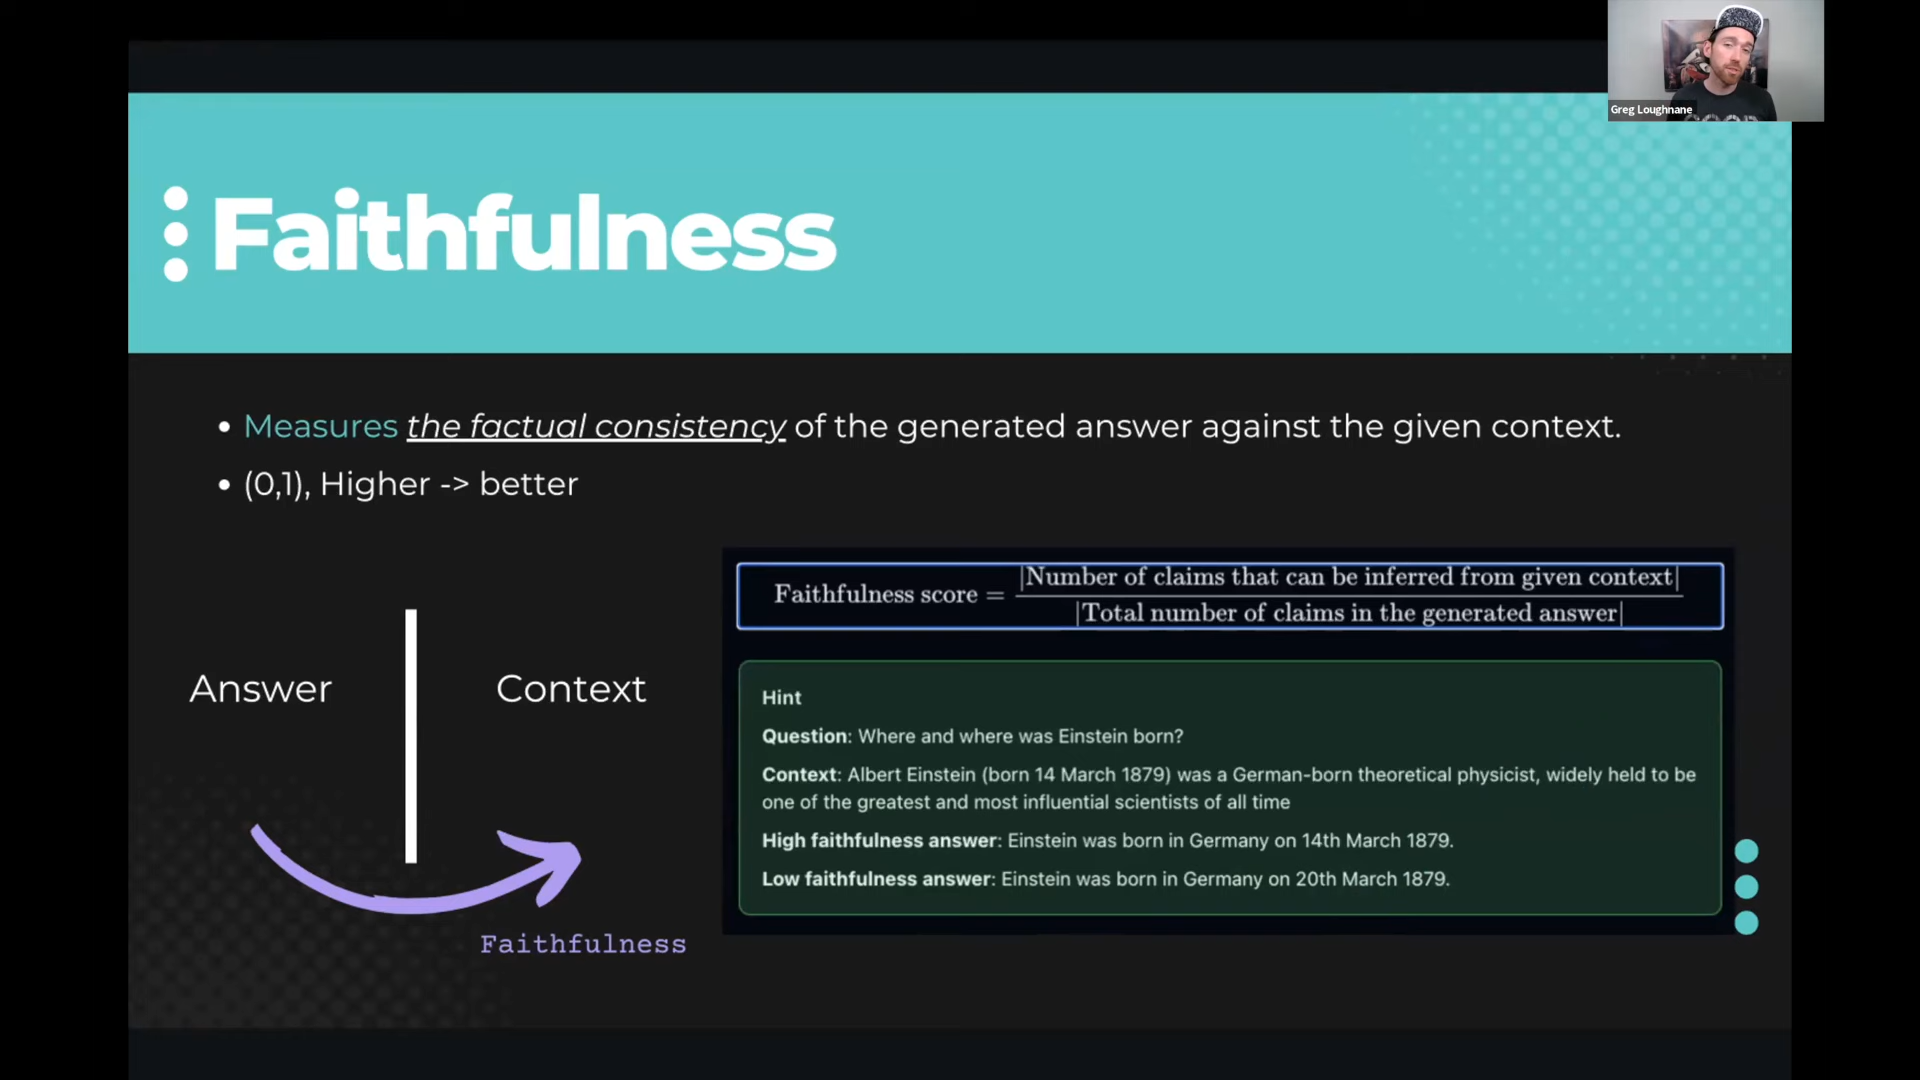 Greg Loughnane
Faithfulness
• Measures the factual consistency of the generated answer against the given context.
• (0,1), Higher -> better
Answer
Context
Faithfulness
Faithfulness score = |Number of claims that can be inferred from given context|
|Total number of claims in the generated answer|
Hint
Question: Where and where was Einstein born?
Context: Albert Einstein (born 14 March 1879) was a German-born theoretical physicist, widely held to be
one of the greatest and most influential scientists of all time
High faithfulness answer: Einstein was born in Germany on 14th March 1879.
Low faithfulness answer: Einstein was born in Germany on 20th March 1879.